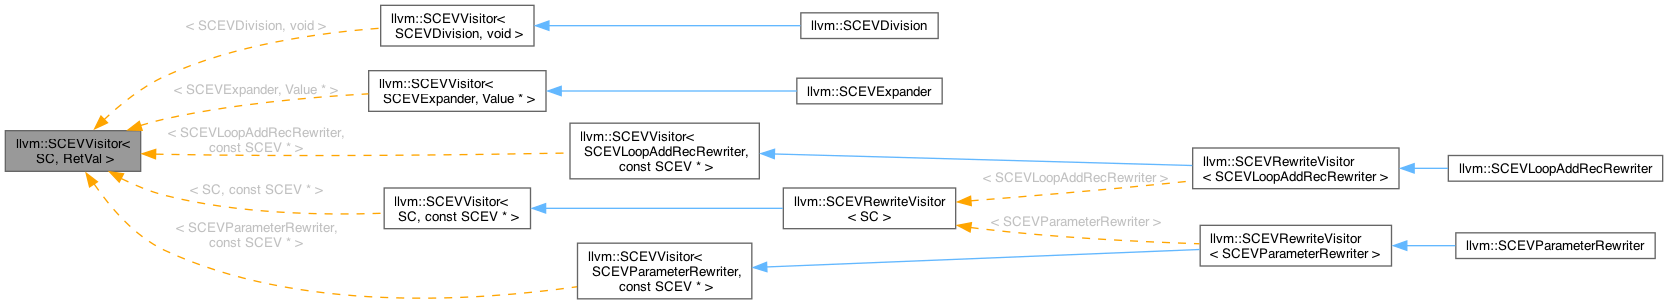 llvm::SCEVVisitor<
SC, RetVal >
< SCEVDivision, void >
llvm::SCEVVisitor<
SCEVDivision, void >
llvm::SCEVDivision
< SCEVExpander, Value * >
llvm::SCEVVisitor<
SCEVExpander, Value * >
llvm::SCEVExpander
< SCEVLoopAddRecRewriter,
const SCEV * >
llvm::SCEVVisitor<
SCEVLoopAddRecRewriter,
const SCEV * >
llvm::SCEVRewriteVisitor
< SCEVLoopAddRecRewriter >
llvm::SCEVLoopAddRecRewriter
< SC, const SCEV * >
llvm::SCEVVisitor<
SC, const SCEV * >
llvm::SCEVRewriteVisitor
< SC >
< SCEVLoopAddRecRewriter >
< SCEVParameterRewriter >
< SCEVParameterRewriter,
const SCEV * >
llvm::SCEVVisitor<
SCEVParameterRewriter,
const SCEV * >
llvm::SCEVRewriteVisitor
< SCEVParameterRewriter >
llvm::SCEVParameterRewriter